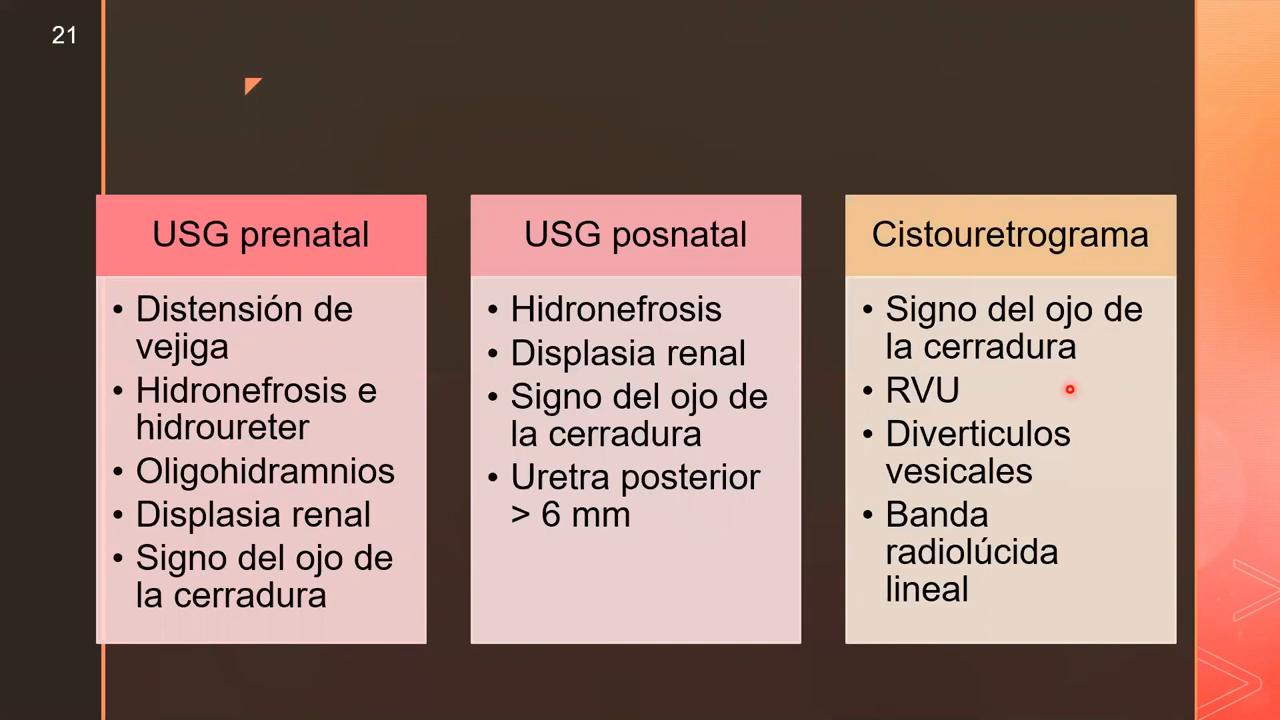 21
USG prenatal
• Distensión de
vejiga
• Hidronefrosis e
hidroureter
• Oligohidramnios
• Displasia renal
• Signo del ojo de
la cerradura
USG posnatal
• Hidronefrosis
• Displasia renal
• Signo del ojo de
la cerradura
• Uretra posterior
> 6 mm
Cistouretrograma
• Signo del ojo de
la cerradura
• RVU
• Diverticulos
vesicales
• Banda
radiolúcida
lineal